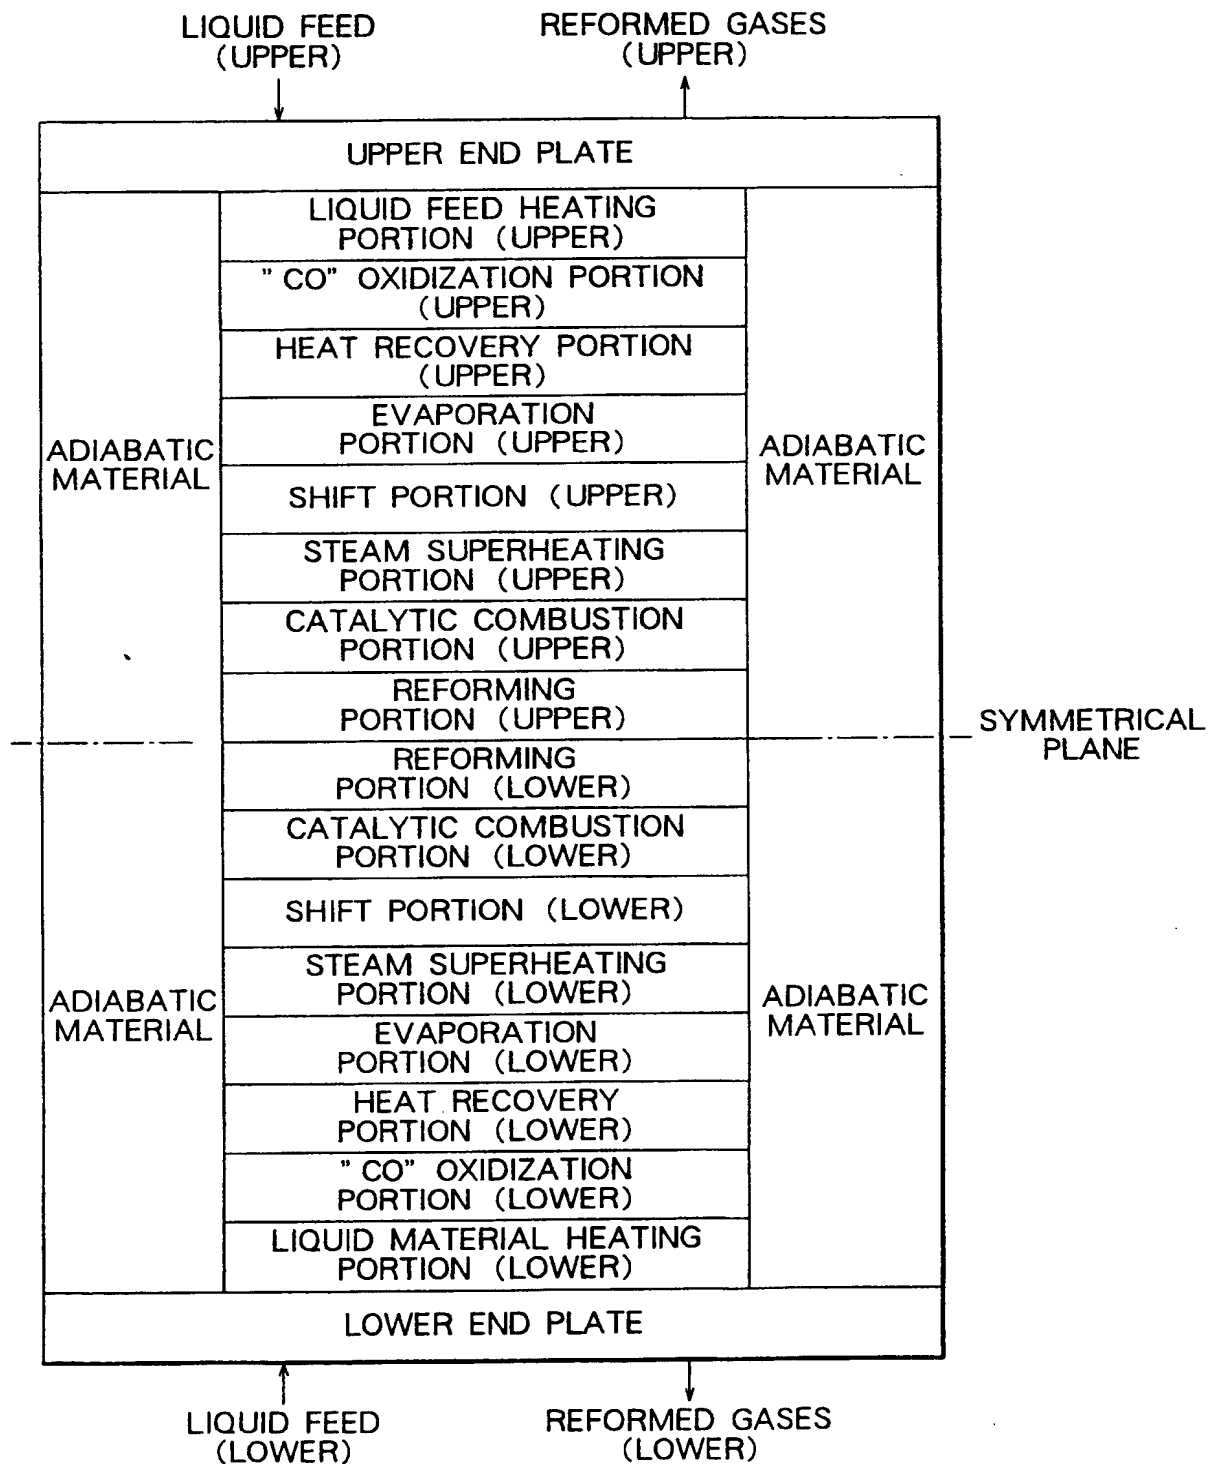 LIQUID FEED
(UPPER)
REFORMED GASES
(UPPER)
UPPER END PLATE
LIQUID FEED HEATING
PORTION (UPPER)
"CO" OXIDIZATION PORTION
(UPPER)
HEAT RECOVERY PORTION
(UPPER)
EVAPORATION
PORTION (UPPER)
ADIABATIC
MATERIAL
ADIABATIC
MATERIAL
SHIFT PORTION (UPPER)
STEAM SUPERHEATING
PORTION (UPPER)
CATALYTIC COMBUSTION
PORTION (UPPER)
REFORMING
PORTION (UPPER)
SYMMETRICAL
PLANE
REFORMING
PORTION (LOWER)
CATALYTIC COMBUSTION
PORTION (LOWER)
SHIFT PORTION (LOWER)
STEAM SUPERHEATING
PORTION (LOWER)
ADIABATIC
MATERIAL
ADIABATIC
MATERIAL
EVAPORATION
PORTION (LOWER)
HEAT RECOVERY
PORTION (LOWER)
"CO" OXIDIZATION
PORTION (LOWER)
LIQUID MATERIAL HEATING
PORTION (LOWER)
LOWER END PLATE
LIQUID FEED
(LOWER)
REFORMED GASES
(LOWER)